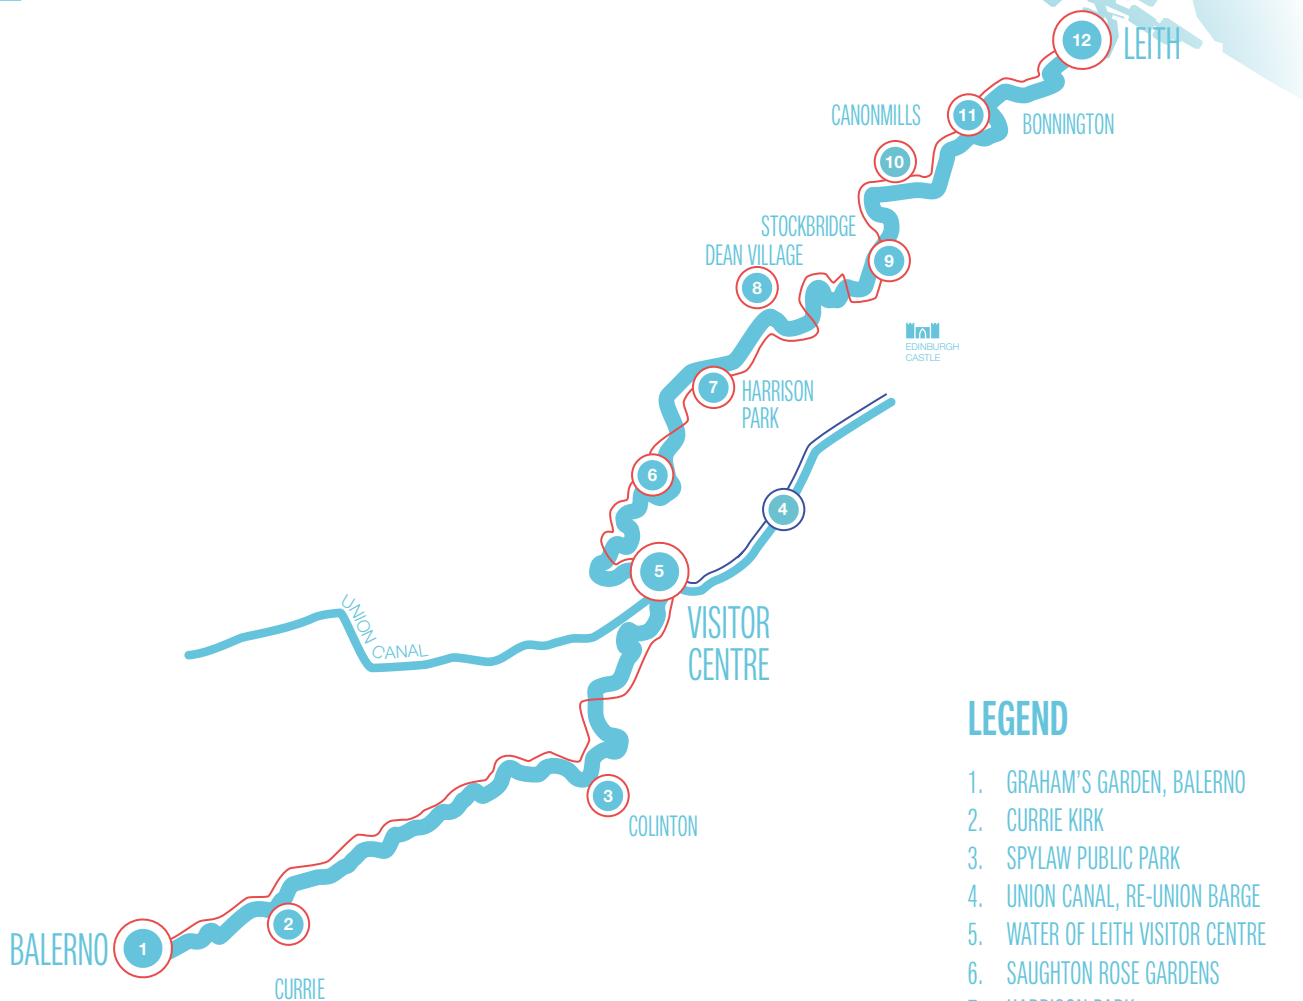 12
LEITH
CANONMILLS
11
BONNINGTON
10
STOCKBRIDGE
DEAN VILLAGE
9
8
EDINBURGH
CASTLE
7
HARRISON
PARK
6
4
5
UNION
CANAL
VISITOR
CENTRE
3
COLINTON
BALERNO
1
2
CURRIE
LEGEND
1. GRAHAM'S GARDEN, BALERNO
2. CURRIE KIRK
3. SPYLAW PUBLIC PARK
4. UNION CANAL, RE-UNION BARGE
5. WATER OF LEITH VISITOR CENTRE
6. SAUGHTON ROSE GARDENS